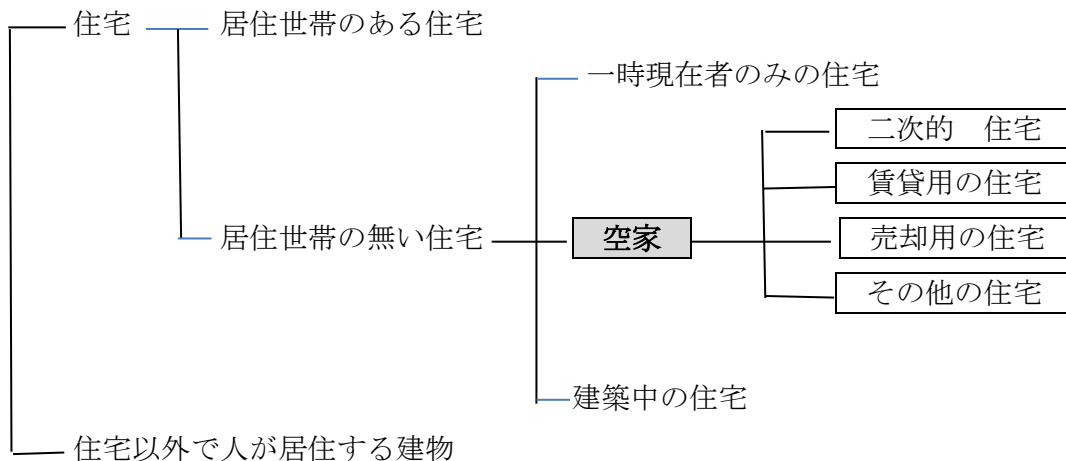 住宅
居住世帯のある住宅
一時現在者のみの住宅
二次的　住宅
賃貸用の住宅
居住世帯の無い住宅
空家
売却用の住宅
その他の住宅
建築中の住宅
住宅以外で人が居住する建物